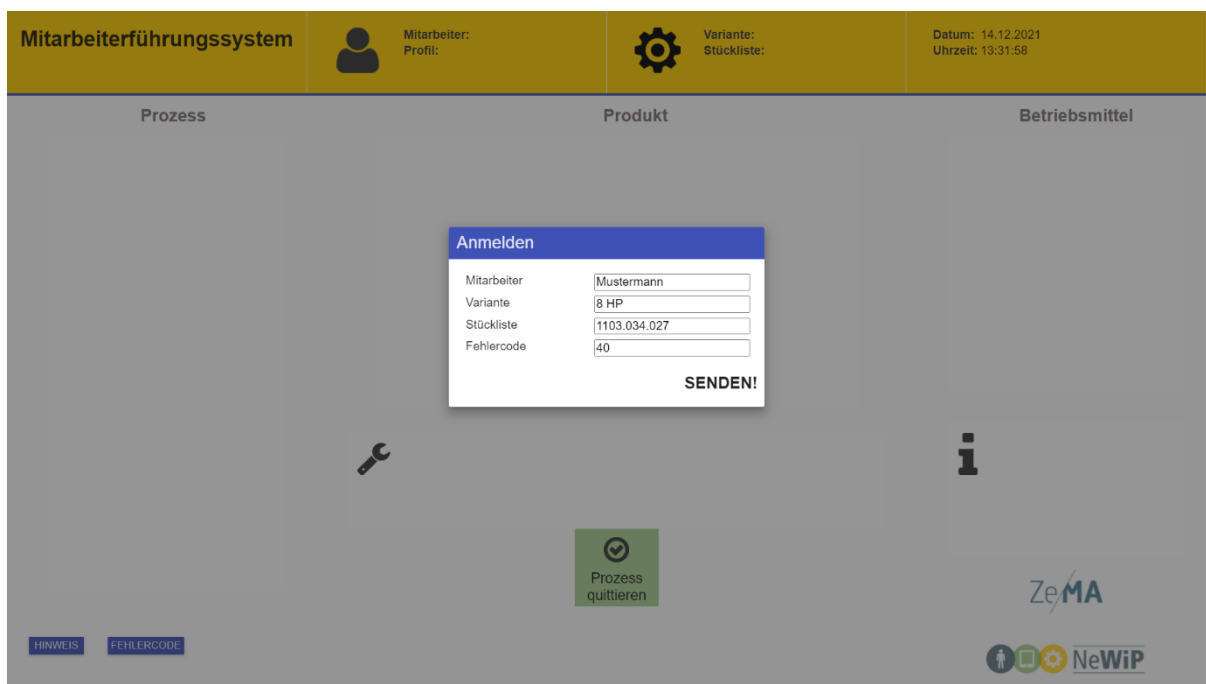 Mitarbeiterführungssystem
Mitarbeiter:
Profil:
Variante:
Stückliste:
Datum: 14.12.2021
Uhrzeit: 13:31:58
Prozess
Produkt
Betriebsmittel
Anmelden
Mitarbeiter Mustermann
Variante 8 HP
Stückliste 1103.034.027
Fehlercode 40
SENDEN!
Prozess
quittieren
HINWEIS
FEHLERCODE
ZeMA
NeWiP